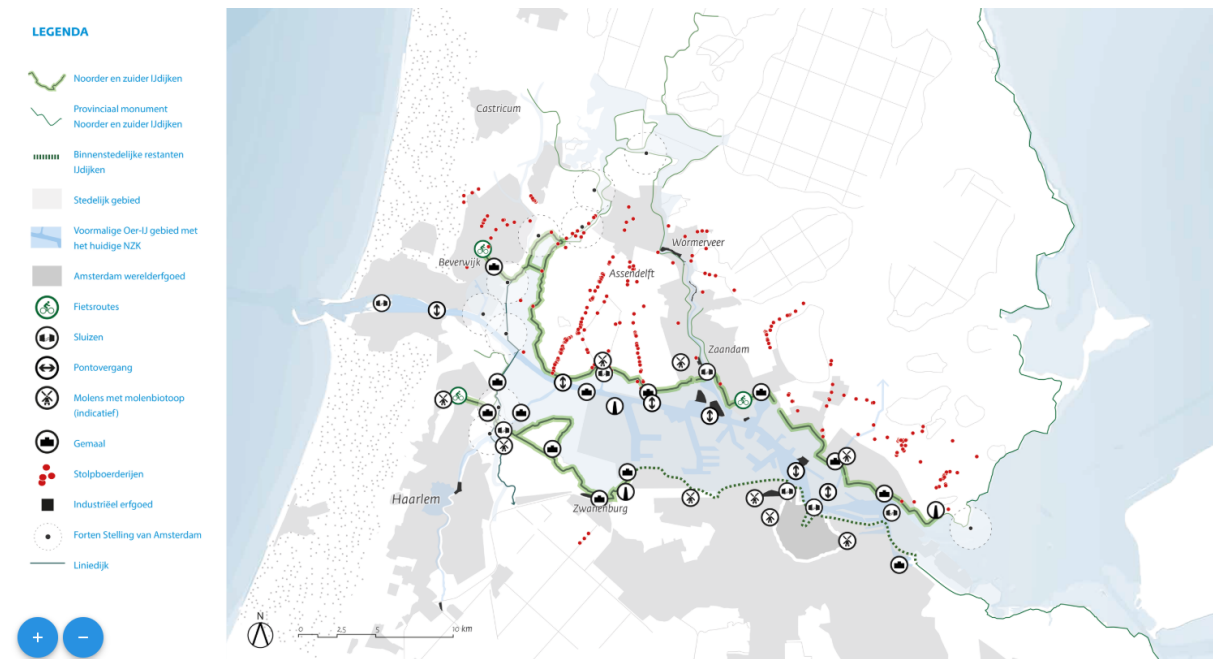 LEGENDA
Noorder en zuider IJdijken
Provinciaal monument
Noorder en zuider IJdijken
Binnenstedelijke restanten
IJdijken
Stedelijk gebied
Voormalige Oer-IJ gebied met
het huidige NZK
Amsterdam werelderfgoed
Fietsroutes
Sluizen
Pontovergang
Molens met molenbiotoop
(indicatief)
Gemaal
Stolpboerderijen
Industriëel erfgoed
Forten Stelling van Amsterdam
Liniedijk
Castricum
Wormerveer
Beverwijk
Assendelft
Zaandam
Haarlem
Zwanenburg
N
0 2,5 5 10 km
+ −